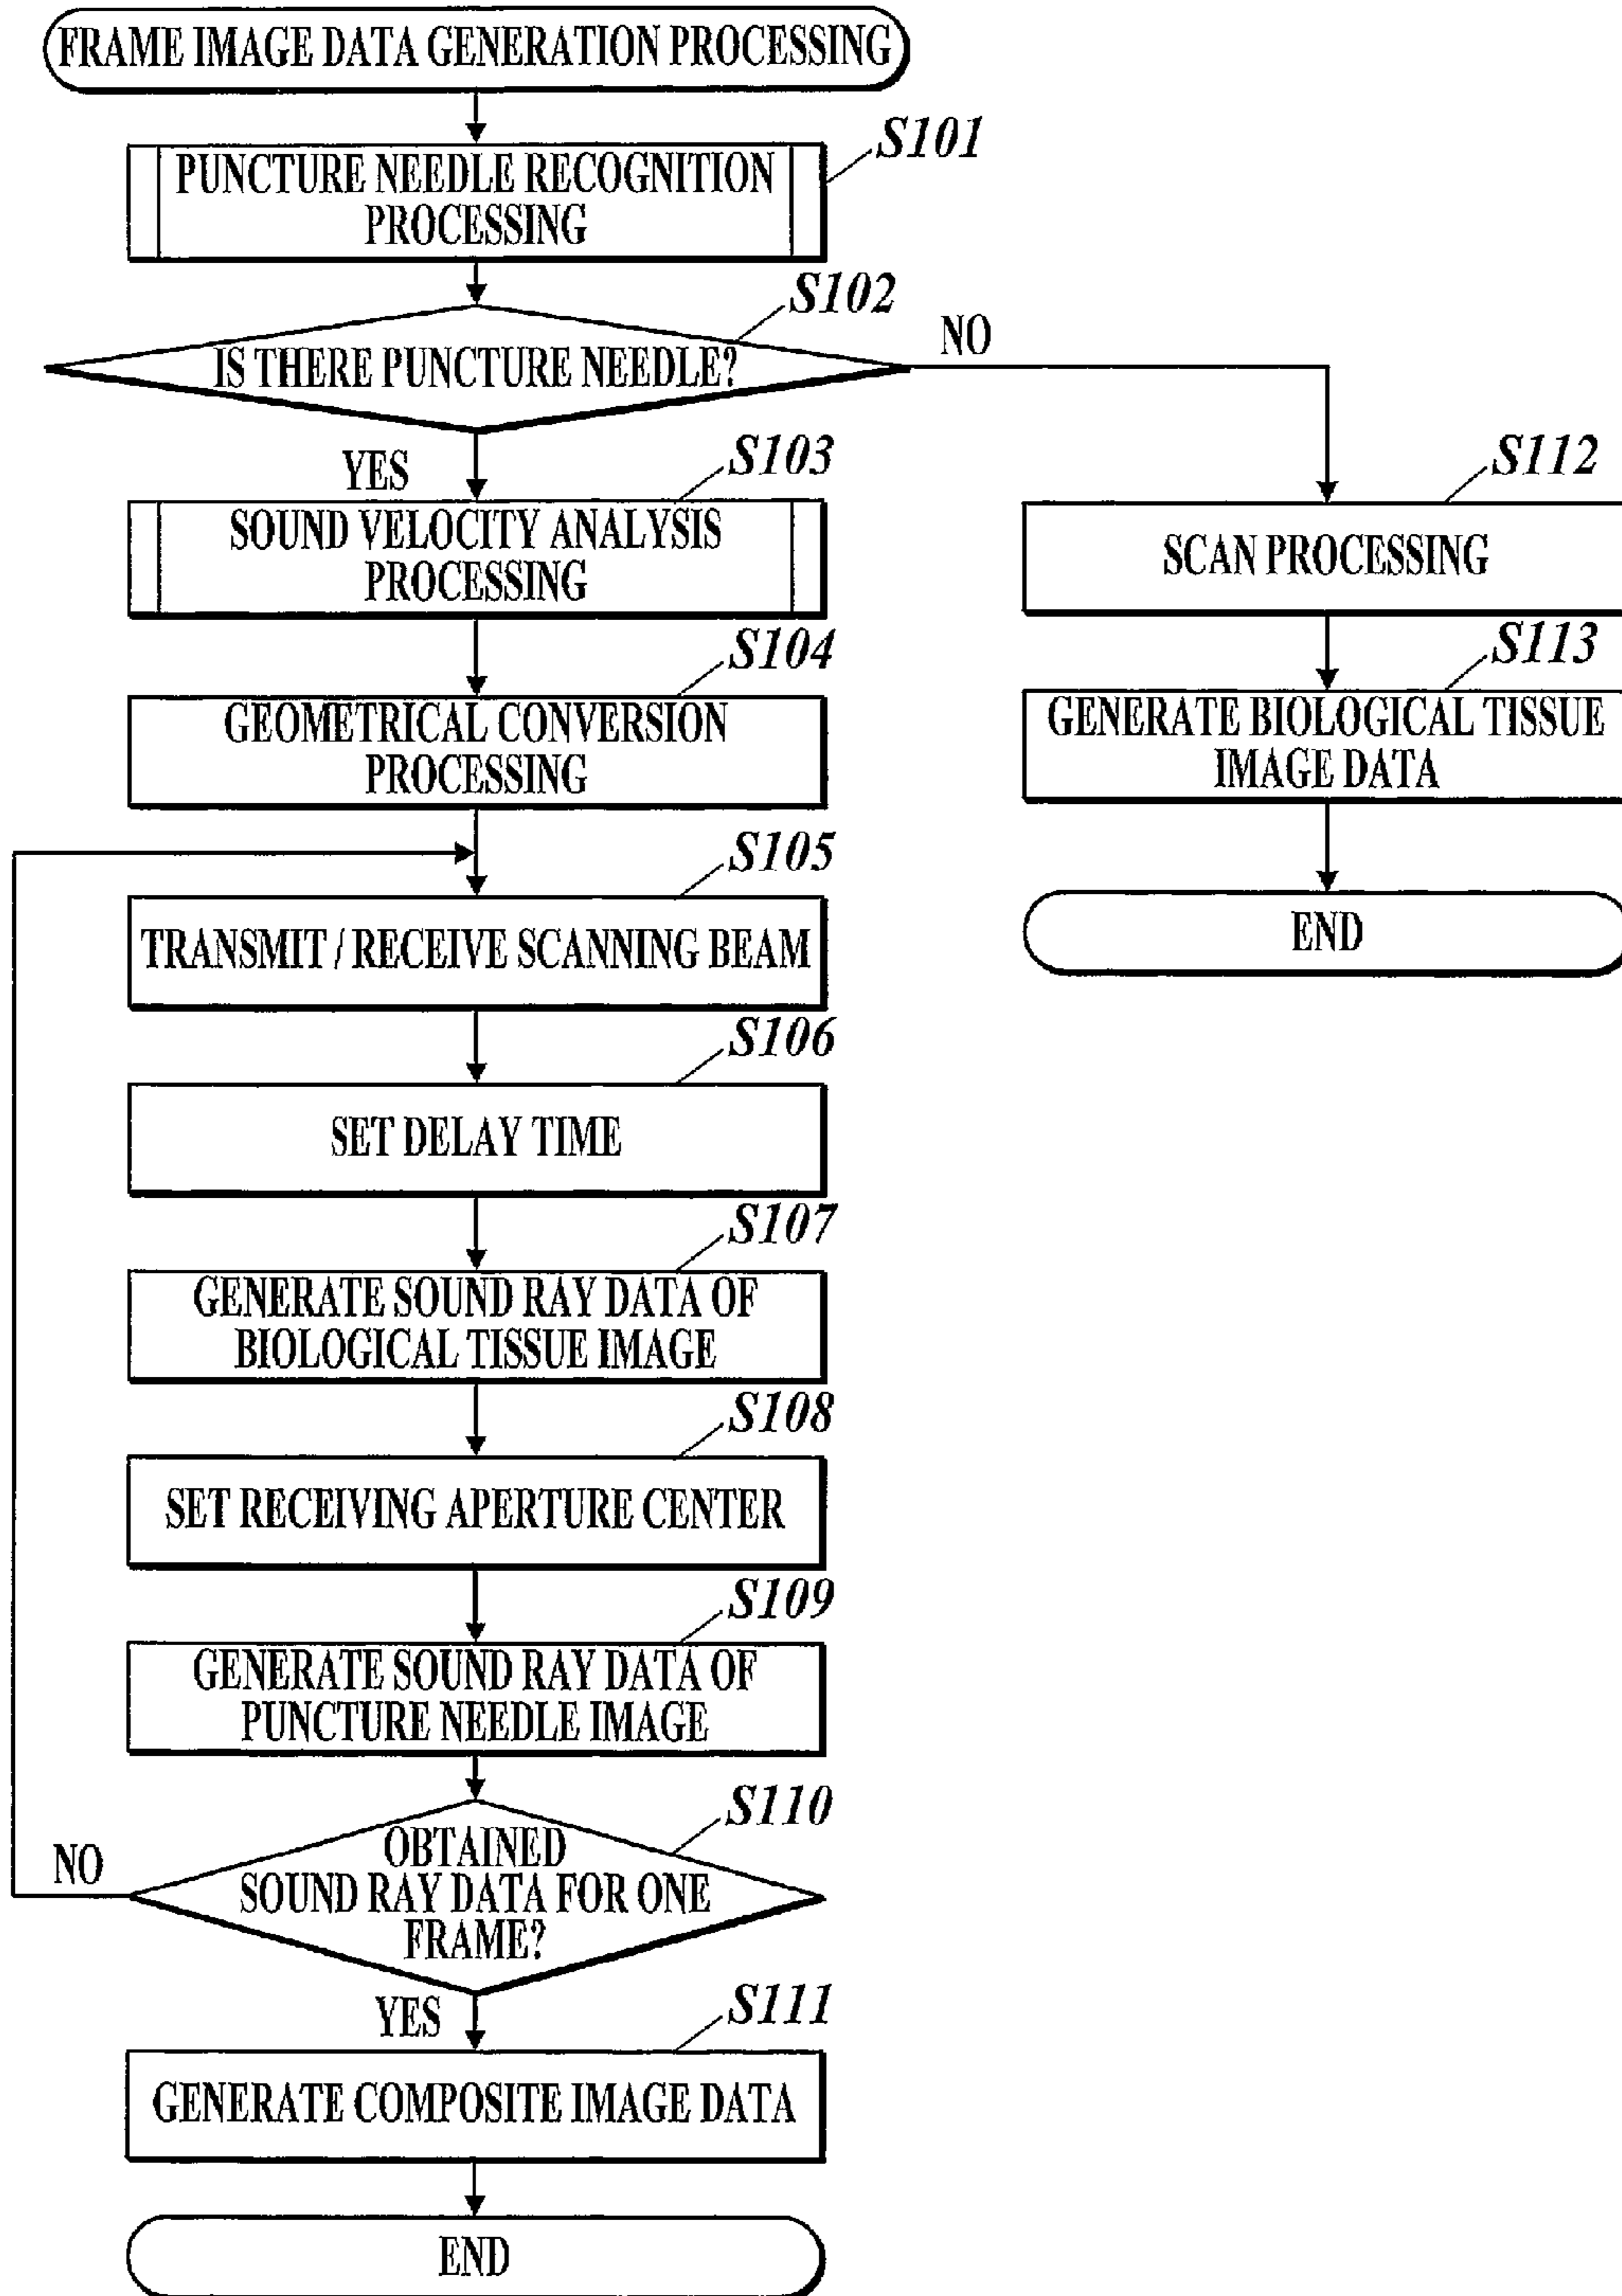 FRAME IMAGE DATA GENERATION PROCESSING
S101
PUNCTURE NEEDLE RECOGNITION
PROCESSING
S102
IS THERE PUNCTURE NEEDLE?
NO
YES
S103
SOUND VELOCITY ANALYSIS
PROCESSING
S104
GEOMETRICAL CONVERSION
PROCESSING
S105
TRANSMIT / RECEIVE SCANNING BEAM
S106
SET DELAY TIME
S107
GENERATE SOUND RAY DATA OF
BIOLOGICAL TISSUE IMAGE
S108
SET RECEIVING APERTURE CENTER
S109
GENERATE SOUND RAY DATA OF
PUNCTURE NEEDLE IMAGE
S110
OBTAINED
SOUND RAY DATA FOR ONE
FRAME?
NO
YES
S111
GENERATE COMPOSITE IMAGE DATA
END
S112
SCAN PROCESSING
S113
GENERATE BIOLOGICAL TISSUE
IMAGE DATA
END